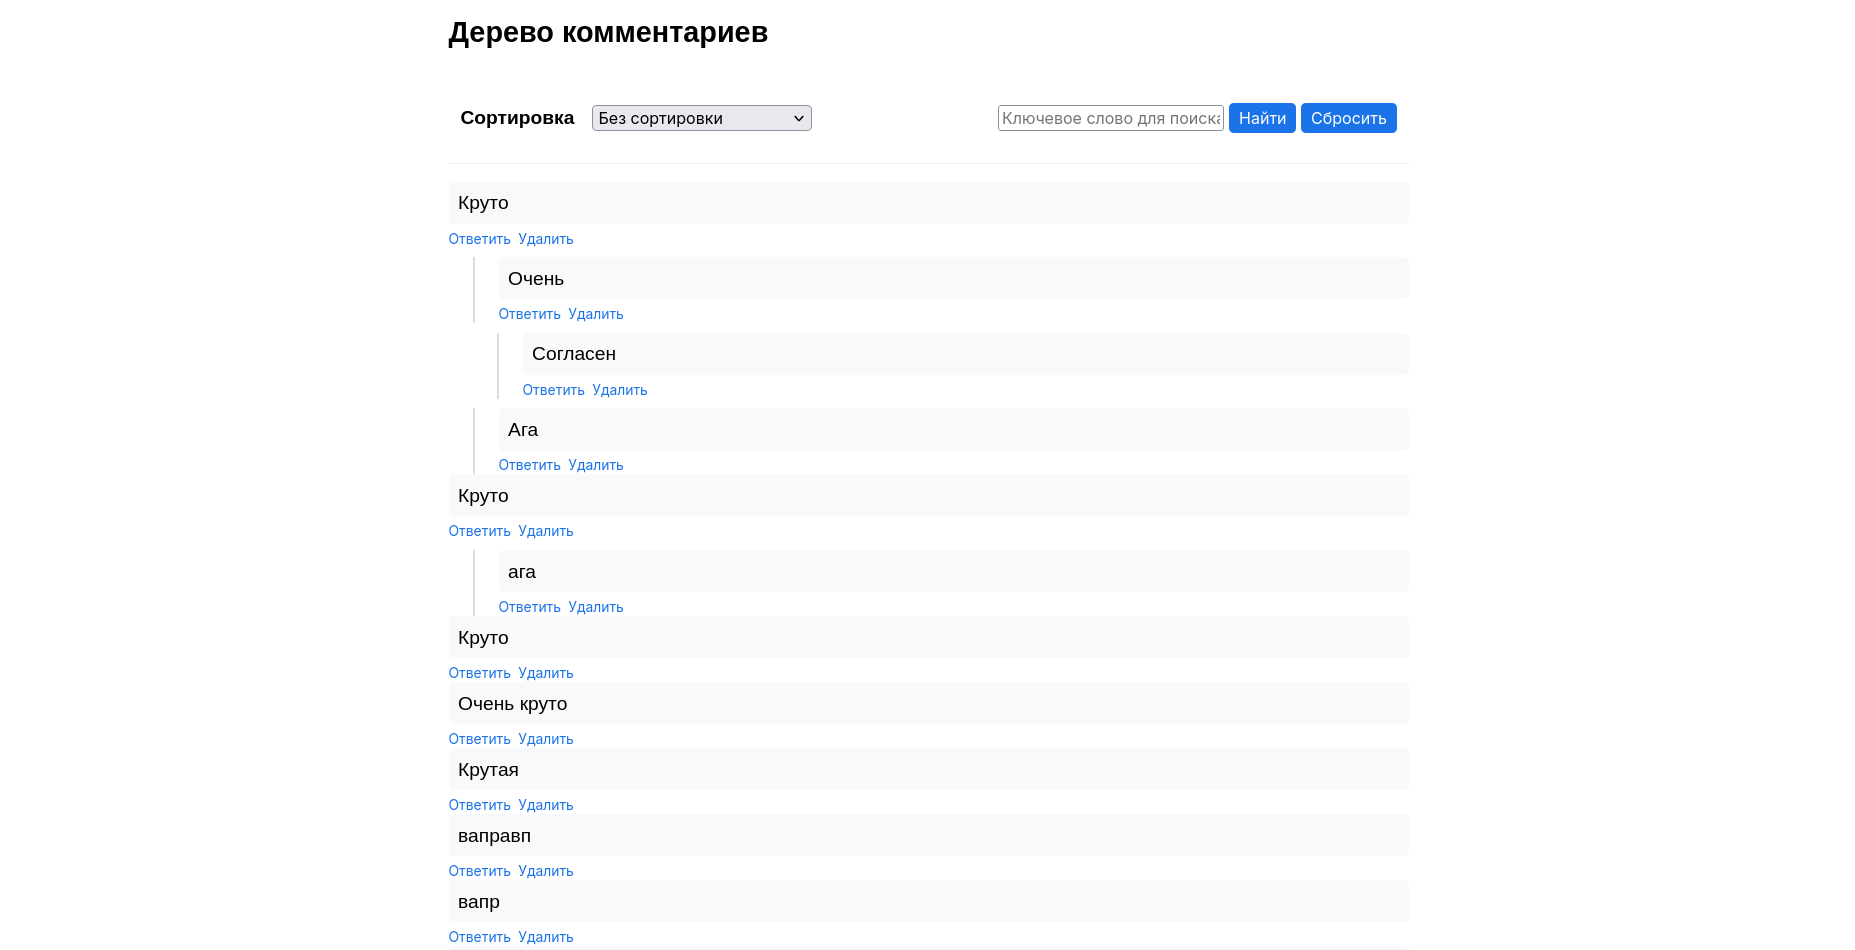 Дерево комментариев
Сортировка Без сортировки Ключевое слово для поиска Найти Сбросить
Круто
Ответить Удалить
Очень
Ответить Удалить
Согласен
Ответить Удалить
Ага
Ответить Удалить
Круто
Ответить Удалить
ага
Ответить Удалить
Круто
Ответить Удалить
Очень круто
Ответить Удалить
Крутая
Ответить Удалить
ваправп
Ответить Удалить
вапр
Ответить Удалить